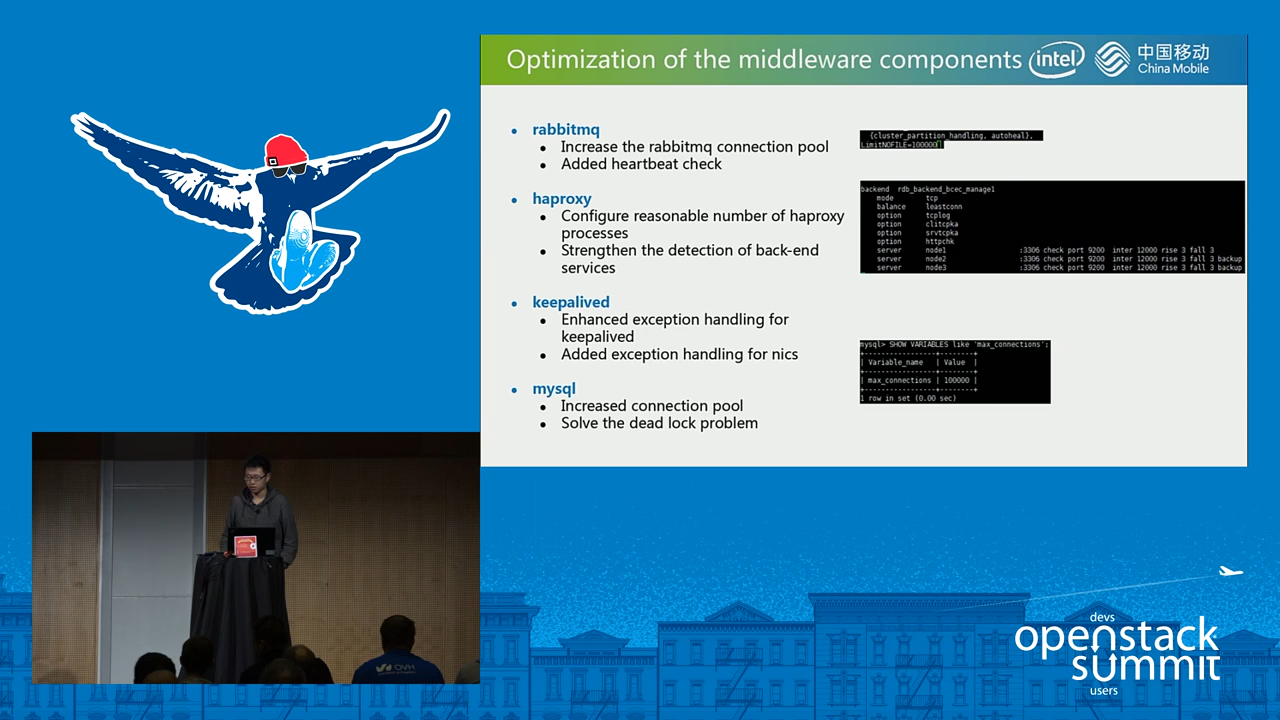 Optimization of the middleware components
intel
中国移动
China Mobile
• rabbitmq
• Increase the rabbitmq connection pool
• Added heartbeat check
• haproxy
• Configure reasonable number of haproxy
processes
• Strengthen the detection of back-end
services
• keepalived
• Enhanced exception handling for
keepalived
• Added exception handling for nics
• mysql
• Increased connection pool
• Solve the dead lock problem
{cluster_partition_handling, autoheal},
LimitNOFILE=100000
backend rdb_backend_bcec_manage1
mode tcp
balance leastconn
option tcplog
option clitcpka
option srvtcpka
option httpchk
server node1 :3306 check port 9200 inter 12000 rise 3 fall 3
server node2 :3306 check port 9200 inter 12000 rise 3 fall 3 backup
server node3 :3306 check port 9200 inter 12000 rise 3 fall 3 backup
mysql> SHOW VARIABLES like 'max_connections';
+-----------------+--------+
| Variable_name | Value |
+-----------------+--------+
| max_connections | 100000 |
+-----------------+--------+
1 row in set (0.00 sec)
OVH
devs
openstack
summit
users